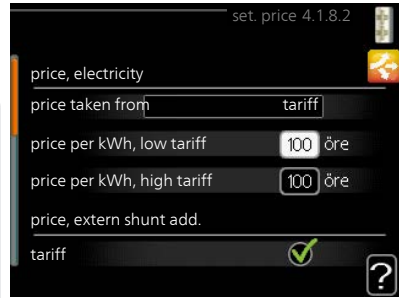 set. price 4.1.8.2
price, electricity
price taken from tariff
price per kWh, low tariff 100 öre
price per kWh, high tariff 100 öre
price, extern shunt add.
tariff
?